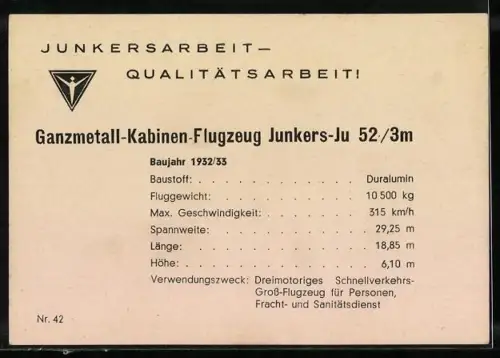 JUNKERSARBEIT—
QUALITÄTSARBEIT!
Ganzmetall-Kabinen-Flugzeug Junkers-Ju 52/3m
Baujahr 1932/33
Baustoff: . . . . . . . . . . . Duralumin
Fluggewicht: . . . . . . . . . . 10 500 kg
Max. Geschwindigkeit: . . . . . . . 315 km/h
Spannweite: . . . . . . . . . . 29,25 m
Länge: . . . . . . . . . . . . 18,85 m
Höhe: . . . . . . . . . . . . 6,10 m
Verwendungszweck: Dreimotoriges Schnellverkehrs-
Groß-Flugzeug für Personen,
Fracht- und Sanitätsdienst
Nr. 42